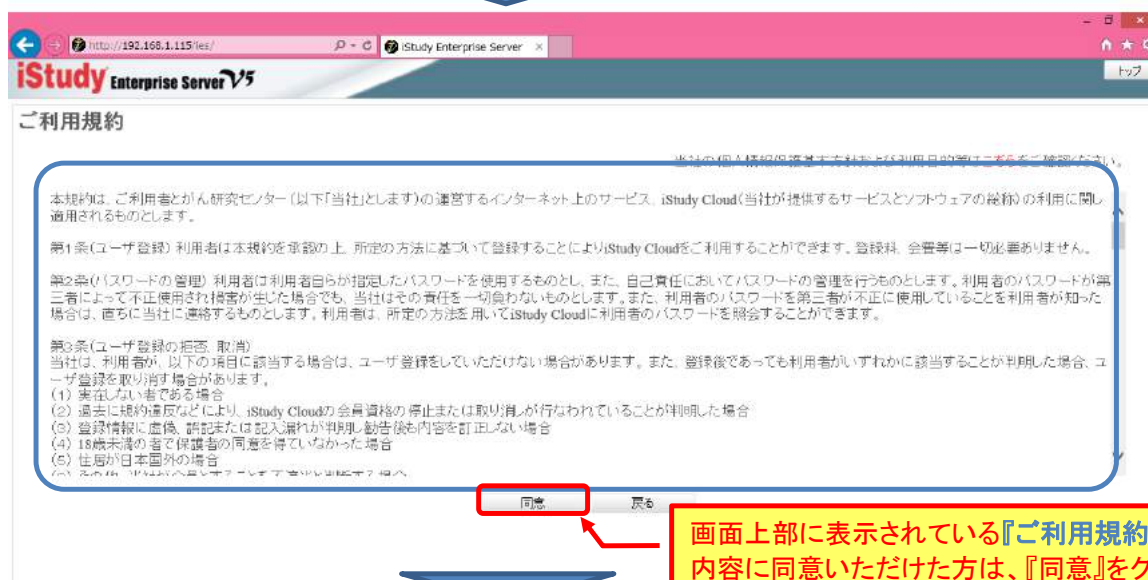 http://192.168.1.115/ies/
iStudy Enterprise Server
iStudy Enterprise Server V5
トップ
ご利用規約
当社の個人情報保護基本方針および利用目的等はこちらをご確認ください。
本規約は、ご利用者とがん研究センター(以下「当社」とします)の運営するインターネット上のサービス、iStudy Cloud(当社が提供するサービスとソフトウェアの総称)の利用に関し
適用されるものとします。
第1条(ユーザ登録) 利用者は本規約を承認の上、所定の方法に基づいて登録することによりiStudy Cloudをご利用することができます。登録料、会費等は一切必要ありません。
第2条(パスワードの管理) 利用者は利用者自らが指定したパスワードを使用するものとし、また、自己責任においてパスワードの管理を行うものとします。利用者のパスワードが第
三者によって不正使用され損害が生じた場合でも、当社はその責任を一切負わないものとします。また、利用者のパスワードを第三者が不正に使用していることを利用者が知った
場合は、直ちに当社に連絡するものとします。利用者は、所定の方法を用いてiStudy Cloudに利用者のパスワードを照会することができます。
第3条(ユーザ登録の拒否、取消)
当社は、利用者が、以下の項目に該当する場合は、ユーザ登録をしていただけない場合があります。また、登録後であっても利用者がいずれかに該当することが判明した場合、ユ
ーザ登録を取り消す場合があります。
(1) 実在しない者である場合
(2) 過去に規約違反などにより、iStudy Cloudの会員資格の停止または取り消しが行なわれていることが判明した場合
(3) 登録情報に虚偽、誤記または記入漏れが判明し勧告後も内容を訂正しない場合
(4) 18歳未満の者で保護者の同意を得ていなかった場合
(5) 住居が日本国外の場合
同意 戻る
画面上部に表示されている『ご利用規約
内容に同意いただけた方は、『同意』をク